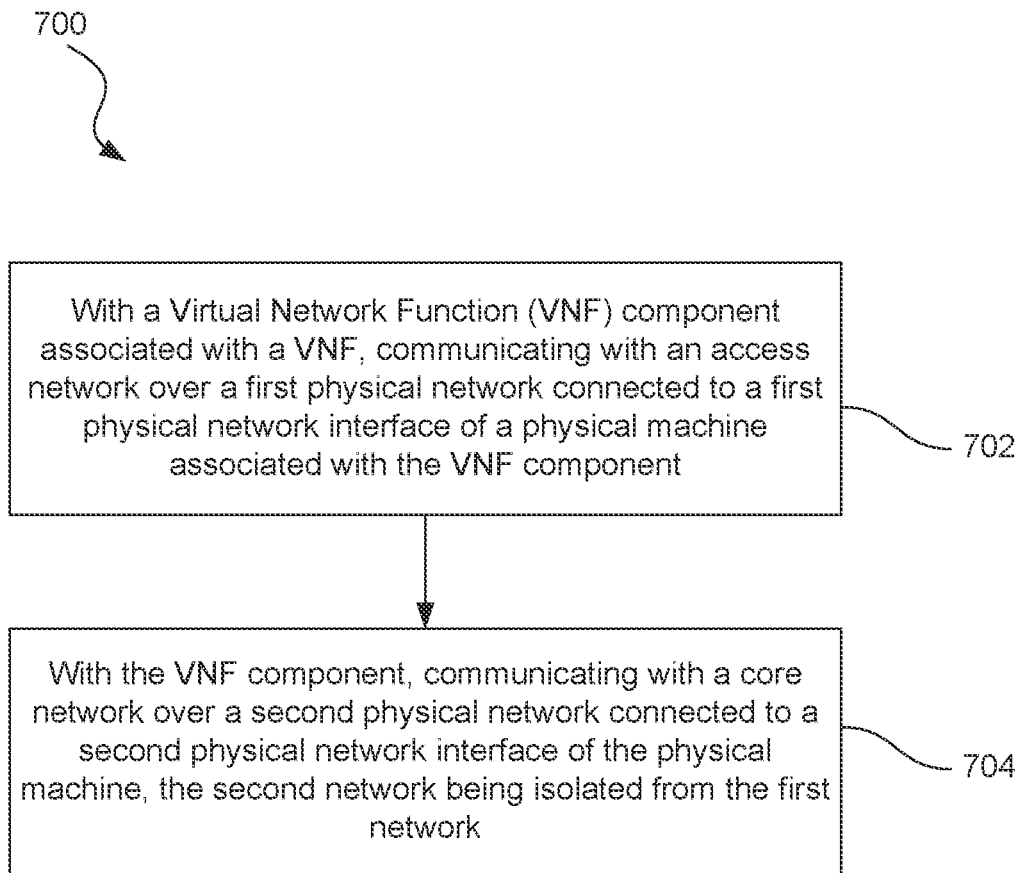 700
With a Virtual Network Function (VNF) component
associated with a VNF, communicating with an access
network over a first physical network connected to a first
physical network interface of a physical machine
associated with the VNF component
702
With the VNF component, communicating with a core
network over a second physical network connected to a
second physical network interface of the physical
machine, the second network being isolated from the first
network
704